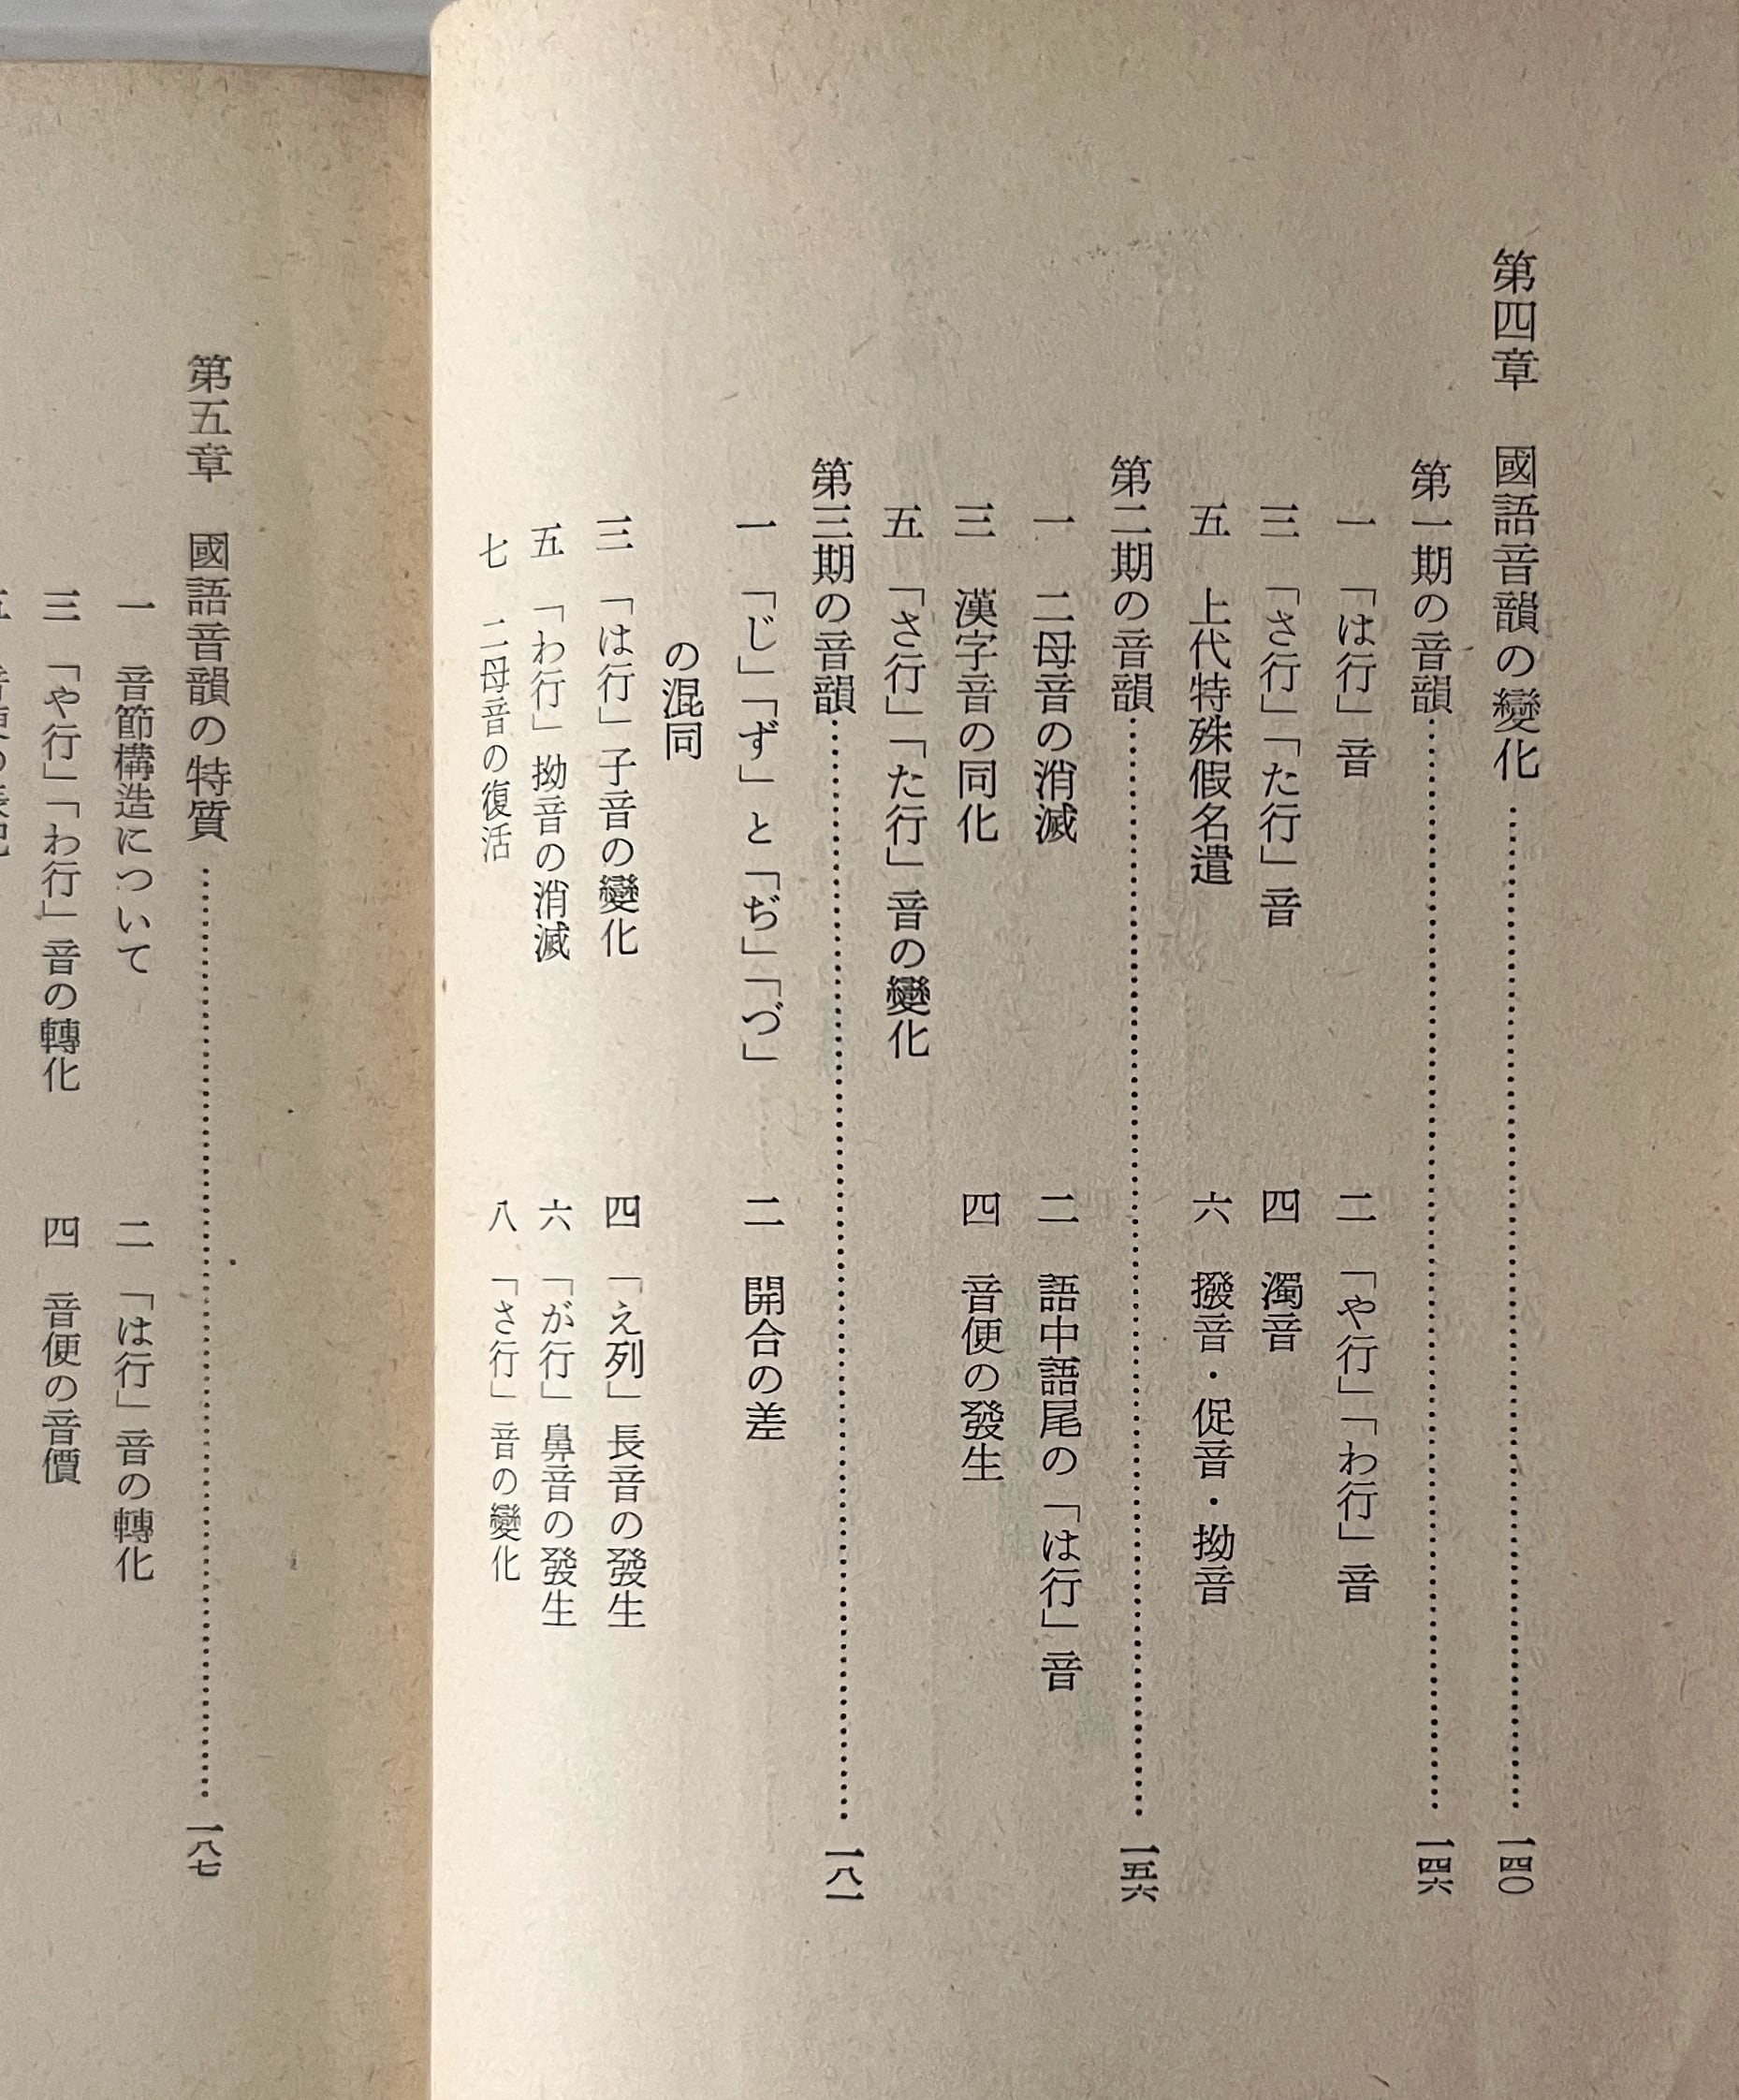 第四章　國語音韻の變化……………一四〇
第一期の音韻……………一四六
一　「は行」音　二　「や行」「わ行」音
三　「さ行」「た行」音　四　濁音
五　上代特殊假名遣　六　撥音・促音・拗音
第二期の音韻……………一五六
一　二母音の消滅　二　語中語尾の「は行」音
三　漢字音の同化　四　音便の發生
五　「さ行」「た行」音の變化
第三期の音韻……………一八一
一　「じ」「ず」と「ぢ」「づ」　二　開合の差
の混同
三　「は行」子音の變化　四　「え列」長音の發生
五　「わ行」拗音の消滅　六　「が行」鼻音の發生
七　二母音の復活　八　「さ行」音の變化
第五章　國語音韻の特質……………一八七
一　音節構造について　二　「は行」音の轉化
三　「や行」「わ行」音の轉化　四　音便の音價